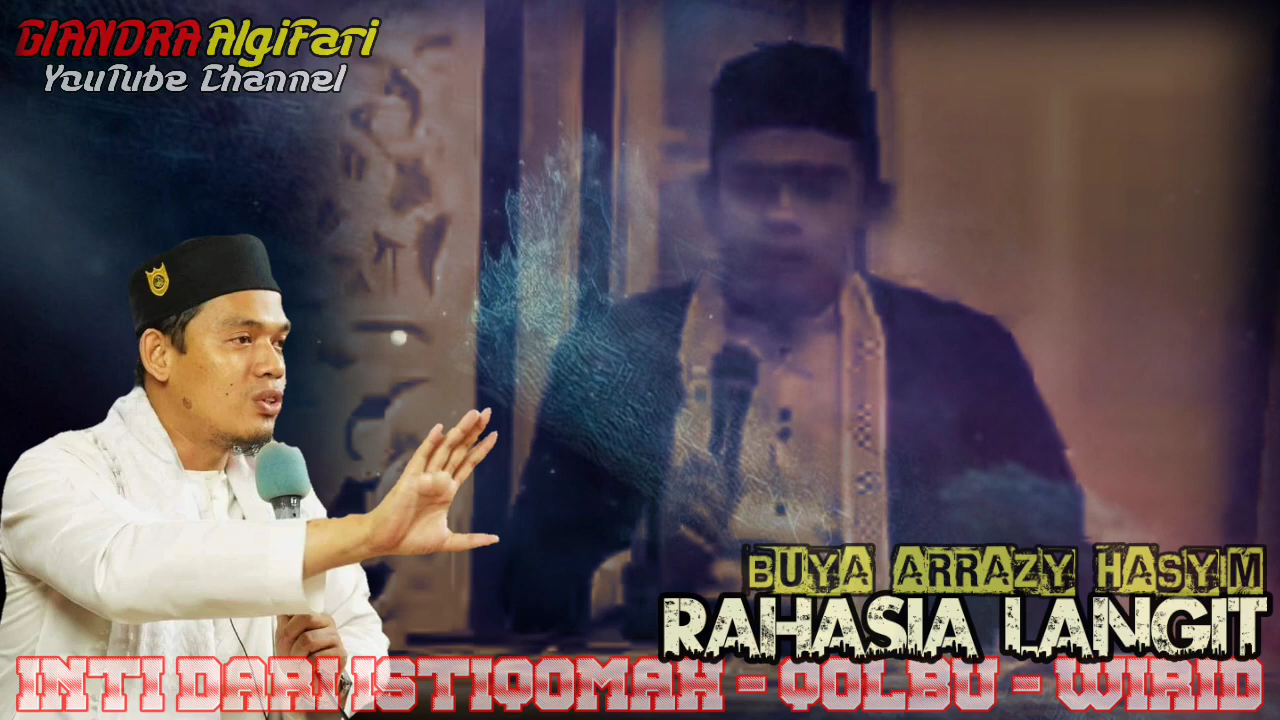 GIANDRA AlgiFari
YouTube Channel
BUYA ARRAZY HASYIM
RAHASIA LANGIT
INTI DARI ISTIQOMAH - QOLBU - WIRID